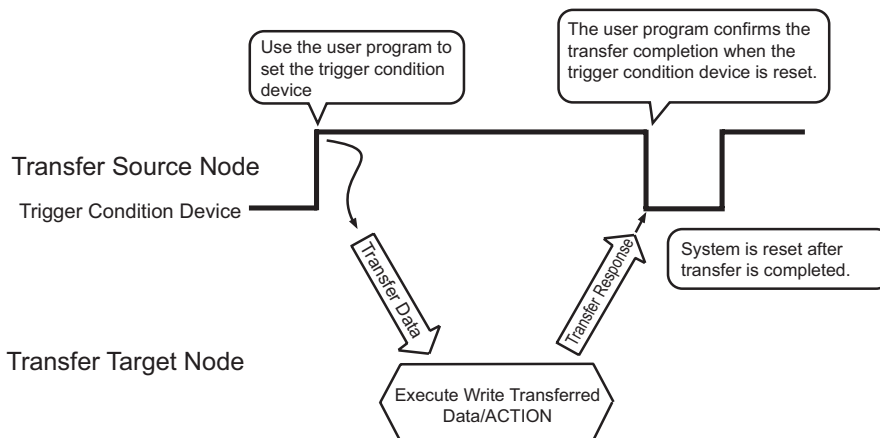 Use the user program to
set the trigger condition
device
The user program confirms the
transfer completion when the
trigger condition device is reset.
Transfer Source Node
Trigger Condition Device
Transfer Data
Transfer Response
System is reset after
transfer is completed.
Transfer Target Node
Execute Write Transferred
Data/ACTION